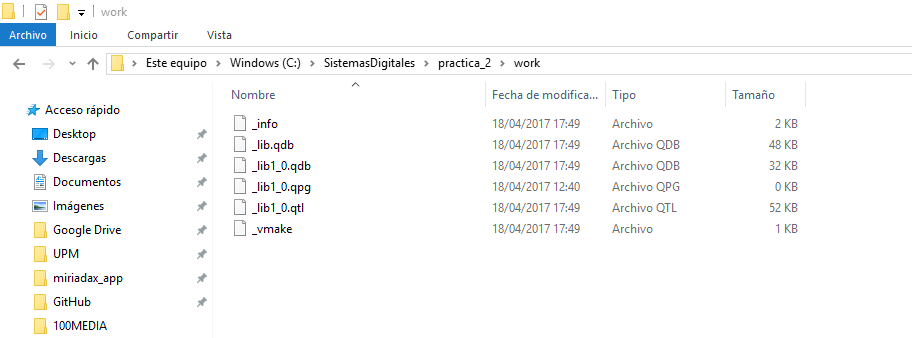 work
Archivo Inicio Compartir Vista
Este equipo Windows (C:) SistemasDigitales practica_2 work
Nombre Fecha de modifica... Tipo Tamaño
Acceso rápido
Desktop
Descargas
Documentos
Imágenes
Google Drive
UPM
miriadax_app
GitHub
100MEDIA
_info 18/04/2017 17:49 Archivo 2 KB
_lib.qdb 18/04/2017 17:49 Archivo QDB 48 KB
_lib1_0.qdb 18/04/2017 17:49 Archivo QDB 32 KB
_lib1_0.qpg 18/04/2017 12:40 Archivo QPG 0 KB
_lib1_0.qtl 18/04/2017 17:49 Archivo QTL 52 KB
_vmake 18/04/2017 17:49 Archivo 1 KB